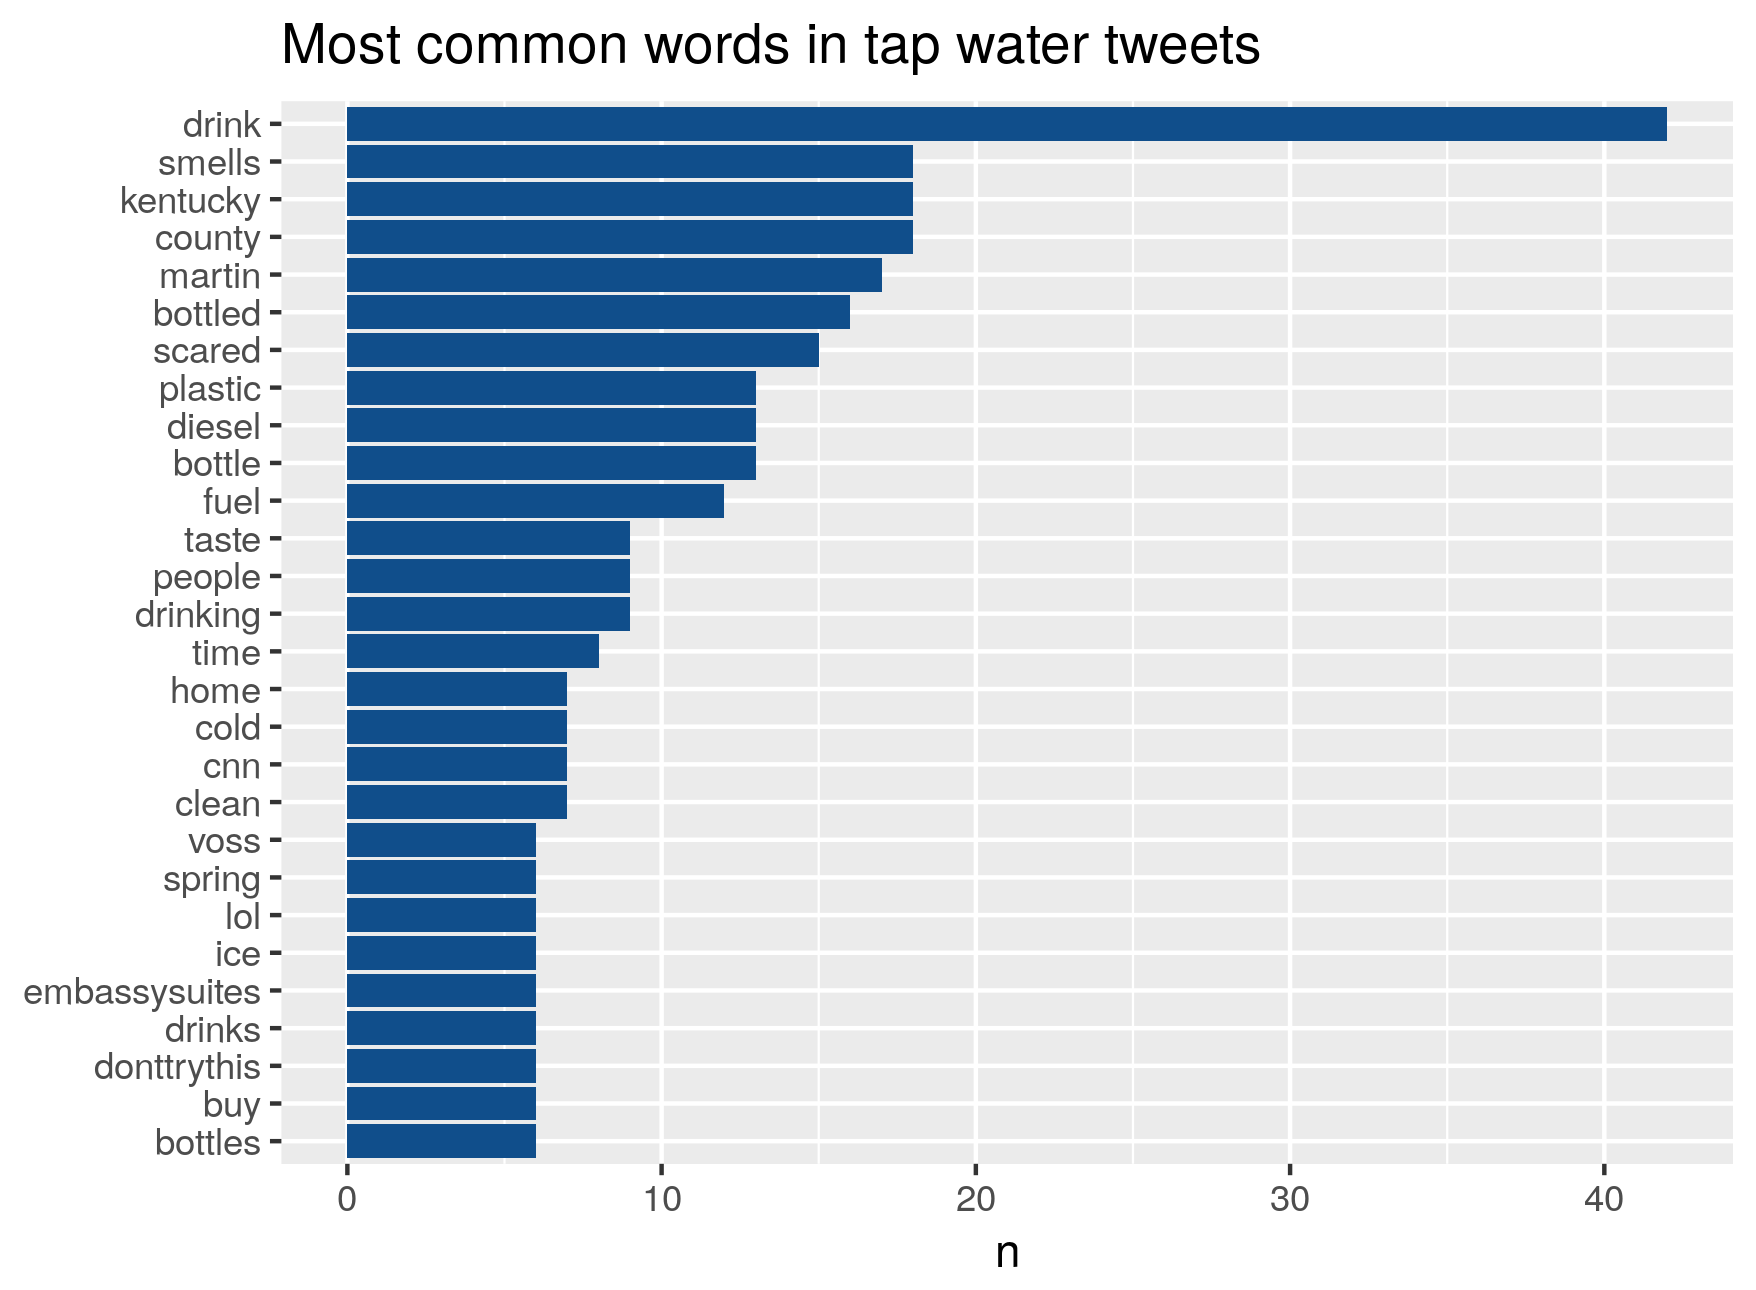 Most common words in tap water tweets
drink
smells
kentucky
county
martin
bottled
scared
plastic
diesel
bottle
fuel
taste
people
drinking
time
home
cold
cnn
clean
voss
spring
lol
ice
embassysuites
drinks
donttrythis
buy
bottles
0 10 20 30 40
n